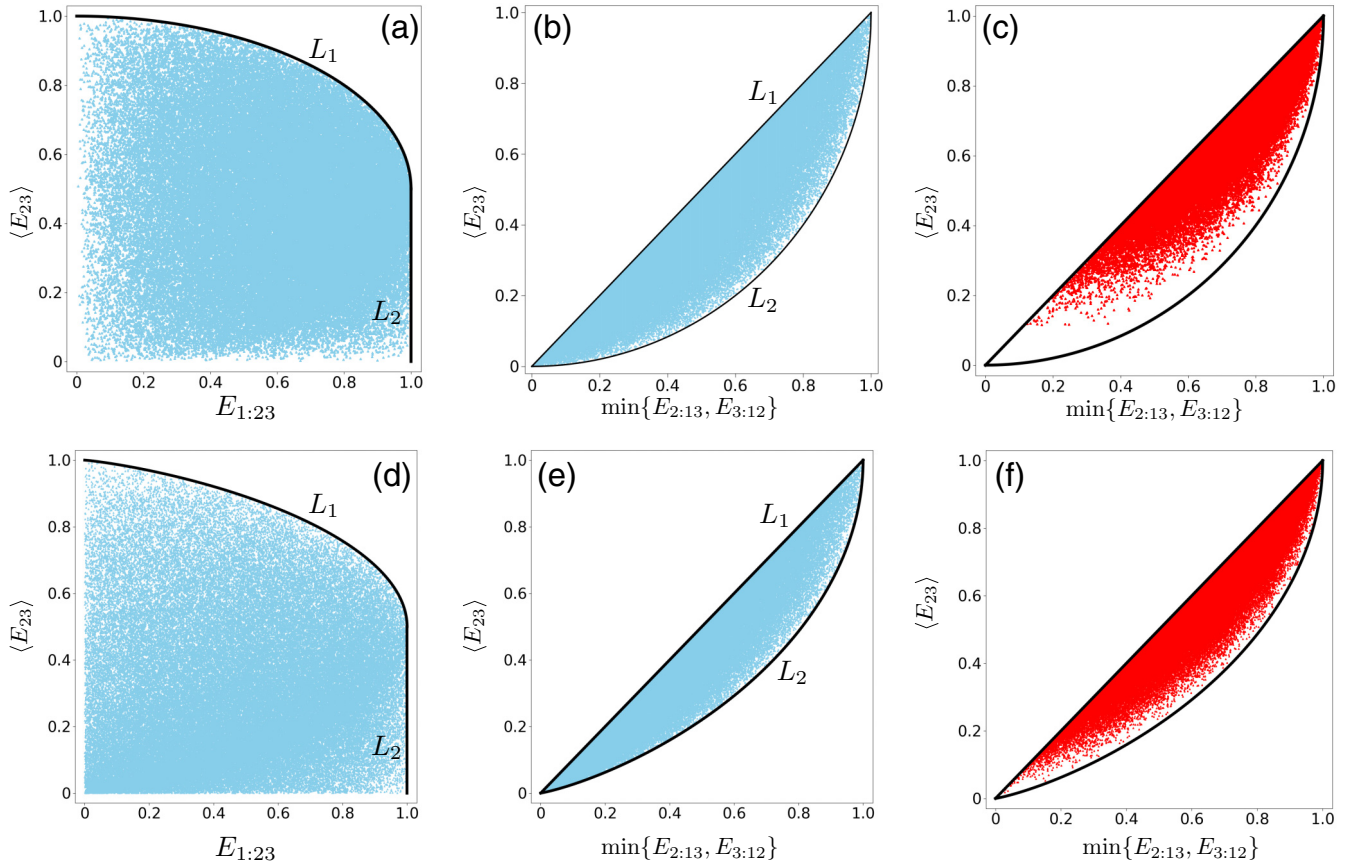 (a)
1.0
0.8
0.6
0.4
0.2
0
⟨E₂₃⟩
L₁
L₂
0 0.2 0.4 0.6 0.8 1.0
E₁:₂₃
(b)
1.0
0.8
0.6
0.4
0.2
0
⟨E₂₃⟩
L₁
L₂
0 0.2 0.4 0.6 0.8 1.0
min{E₂:₁₃, E₃:₁₂}
(c)
1.0
0.8
0.6
0.4
0.2
0
⟨E₂₃⟩
0 0.2 0.4 0.6 0.8 1.0
min{E₂:₁₃, E₃:₁₂}
(d)
1.0
0.8
0.6
0.4
0.2
0
⟨E₂₃⟩
L₁
L₂
0 0.2 0.4 0.6 0.8 1.0
E₁:₂₃
(e)
1.0
0.8
0.6
0.4
0.2
0
⟨E₂₃⟩
L₁
L₂
0 0.2 0.4 0.6 0.8 1.0
min{E₂:₁₃, E₃:₁₂}
(f)
1.0
0.8
0.6
0.4
0.2
0
⟨E₂₃⟩
0 0.2 0.4 0.6 0.8 1.0
min{E₂:₁₃, E₃:₁₂}